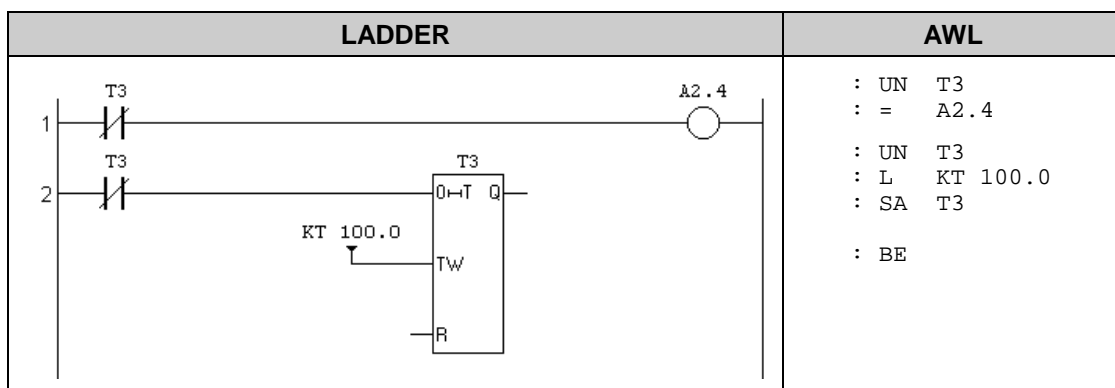 LADDER
AWL
T3
A2.4
1
T3
T3
2
0⊢⊣T Q
KT 100.0
TW
R
: UN T3
: = A2.4
: UN T3
: L KT 100.0
: SA T3
: BE